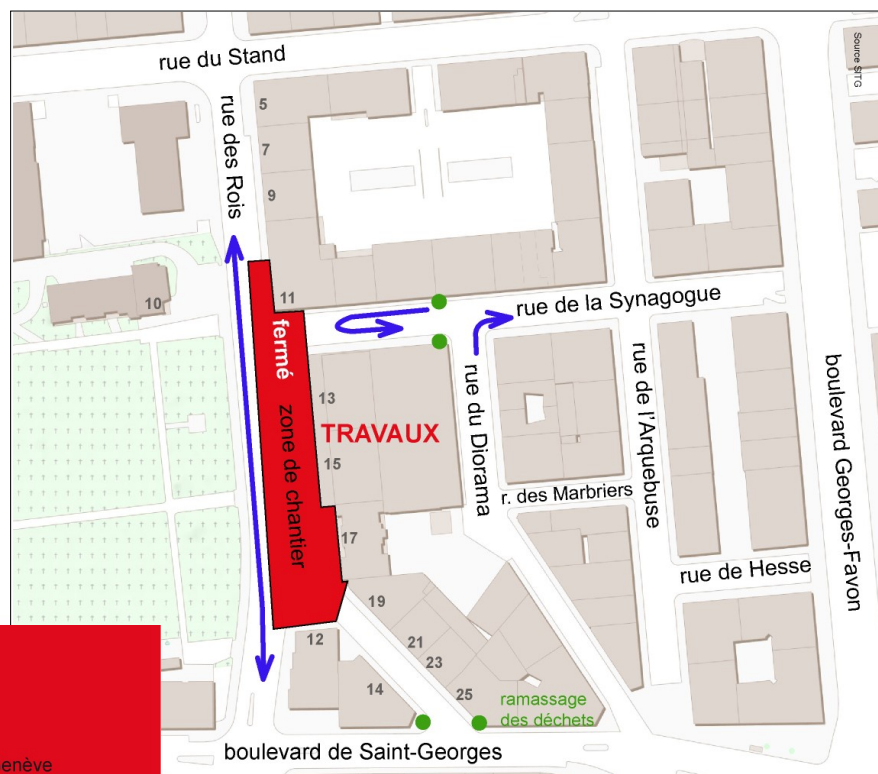 rue du Stand
Source SITG
rue des Rois
5
7
9
10
11
rue de la Synagogue
fermé
zone de chantier
13
TRAVAUX
15
rue du Diorama
rue de l'Arquebuse
boulevard Georges-Favon
r. des Marbriers
17
rue de Hesse
19
12
21
23
14
25
ramassage
des déchets
boulevard de Saint-Georges
enève